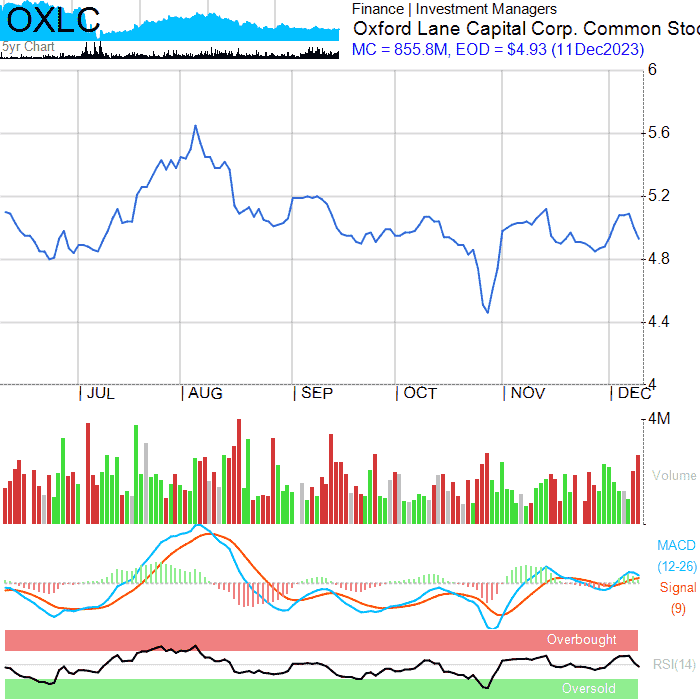 OXLC
5yr Chart
Finance | Investment Managers
Oxford Lane Capital Corp. Common Stoc
MC = 855.8M, EOD = $4.93 (11Dec2023)
6
5.6
5.2
4.8
4.4
4
JUL
AUG
SEP
OCT
NOV
DEC
4M
Volume
MACD
(12-26)
Signal
(9)
Overbought
RSI(14)
Oversold